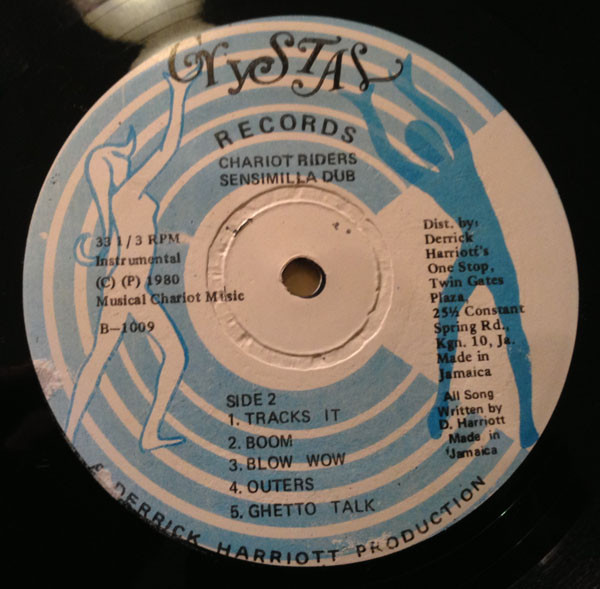 CRYSTAL
RECORDS
CHARIOT RIDERS
SENSIMILLA DUB
33 1/3 RPM
Instrumental
(C) (P) 1980
Musical Chariot Music
B-1009
Dist. by:
Derrick
Harriott's
One Stop,
Twin Gates
Plaza,
25½ Constant
Spring Rd.,
Kgn. 10, Ja.
Made in
Jamaica
All Song
Written by
D. Harriott
Made in
Jamaica
SIDE 2
1. TRACKS IT
2. BOOM
3. BLOW WOW
4. OUTERS
5. GHETTO TALK
A DERRICK HARRIOTT PRODUCTION